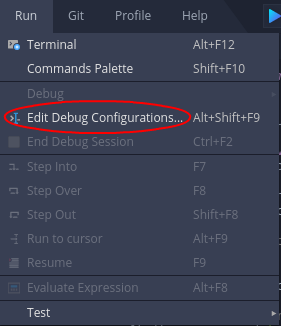 Run Git Profile Help
Terminal Alt+F12
Commands Palette Shift+F10
Debug
Edit Debug Configurations... Alt+Shift+F9
End Debug Session Ctrl+F2
Step Into F7
Step Over F8
Step Out Shift+F8
Run to cursor Alt+F9
Resume F9
Evaluate Expression Alt+F8
Test